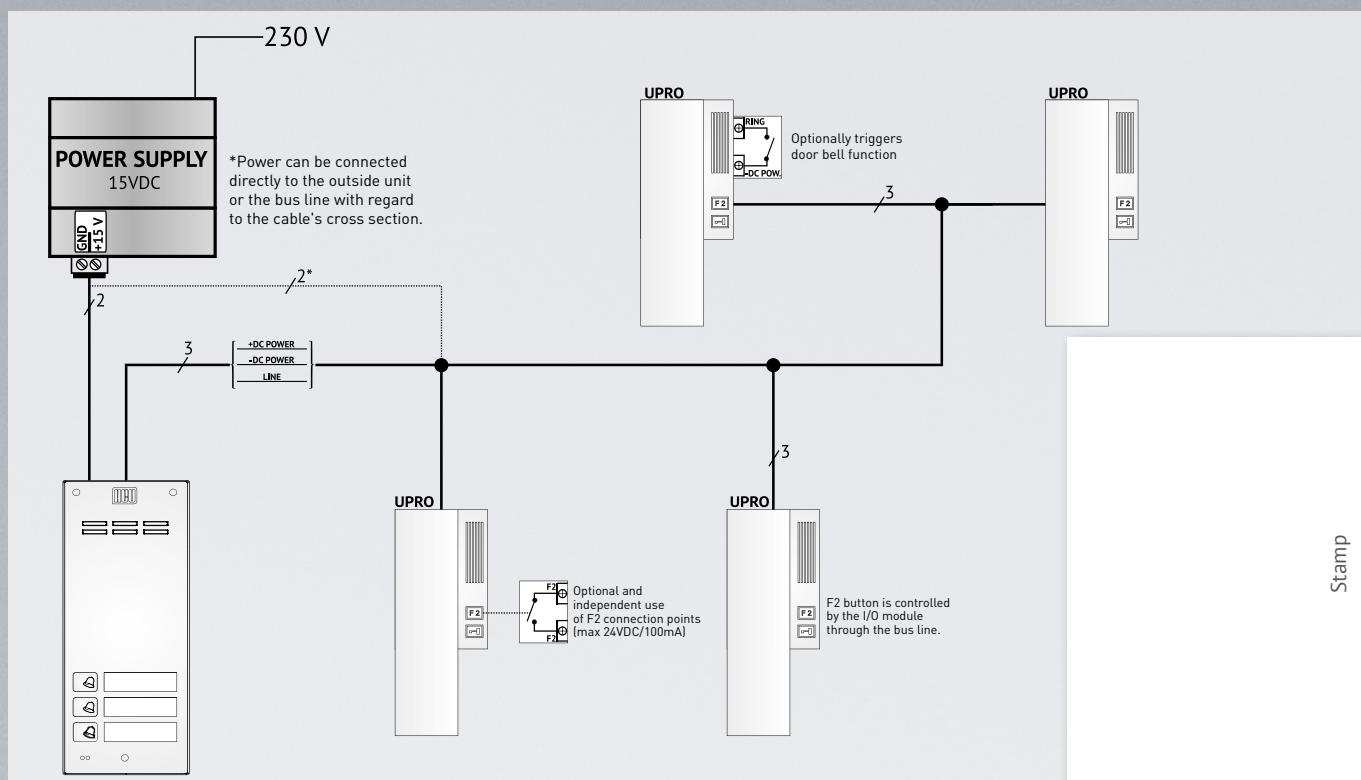 230 V
POWER SUPPLY
15VDC
GND
+15 V
*Power can be connected
directly to the outside unit
or the bus line with regard
to the cable's cross section.
2*
2
3
+DC POWER
-DC POWER
LINE
UPRO
RING
-DC POW.
Optionally triggers
door bell function
F2
3
UPRO
F2
UPRO
F2
F2
F2
Optional and
independent use
of F2 connection points
(max 24VDC/100mA)
3
UPRO
F2
F2 button is controlled
by the I/O module
through the bus line.
Stamp